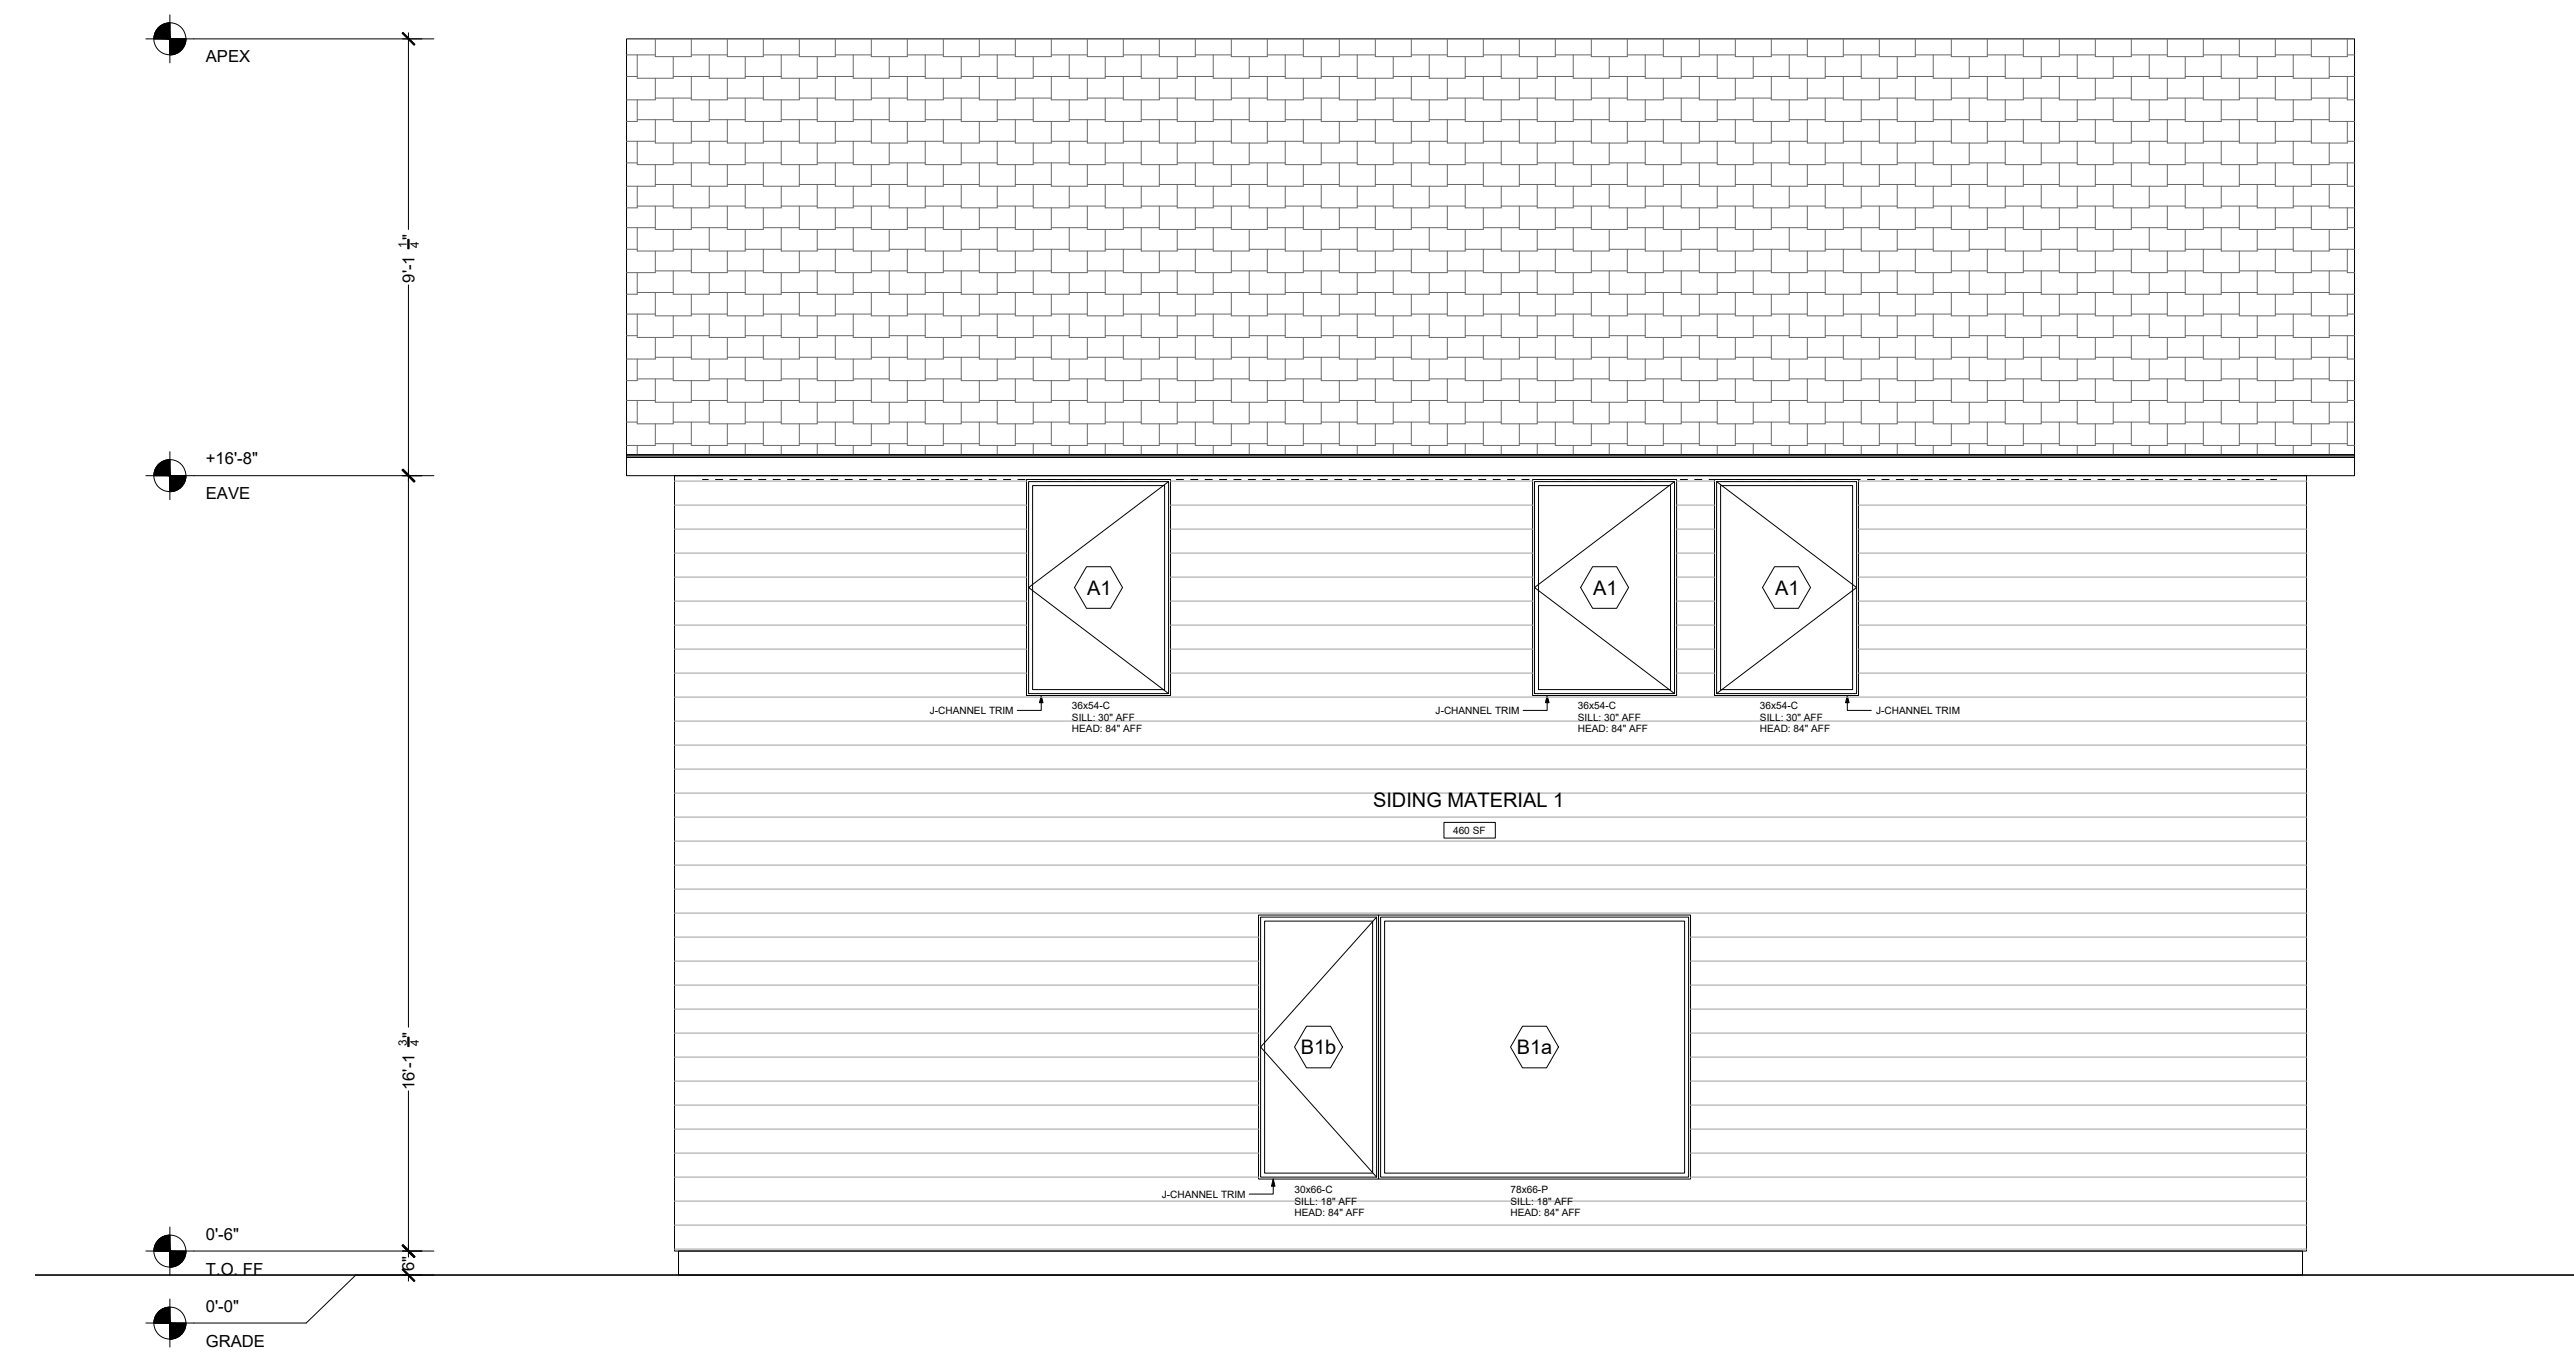 APEX
9'-1 1/4"
+16'-8"
EAVE
A1
A1
A1
J-CHANNEL TRIM
36x54-C
SILL: 30" AFF
HEAD: 84" AFF
J-CHANNEL TRIM
36x54-C
SILL: 30" AFF
HEAD: 84" AFF
36x54-C
SILL: 30" AFF
HEAD: 84" AFF
J-CHANNEL TRIM
SIDING MATERIAL 1
460 SF
16'-1 3/4"
B1b
B1a
J-CHANNEL TRIM
30x66-C
SILL: 18" AFF
HEAD: 84" AFF
78x66-P
SILL: 18" AFF
HEAD: 84" AFF
0'-6"
T.O. FF
6"
0'-0"
GRADE